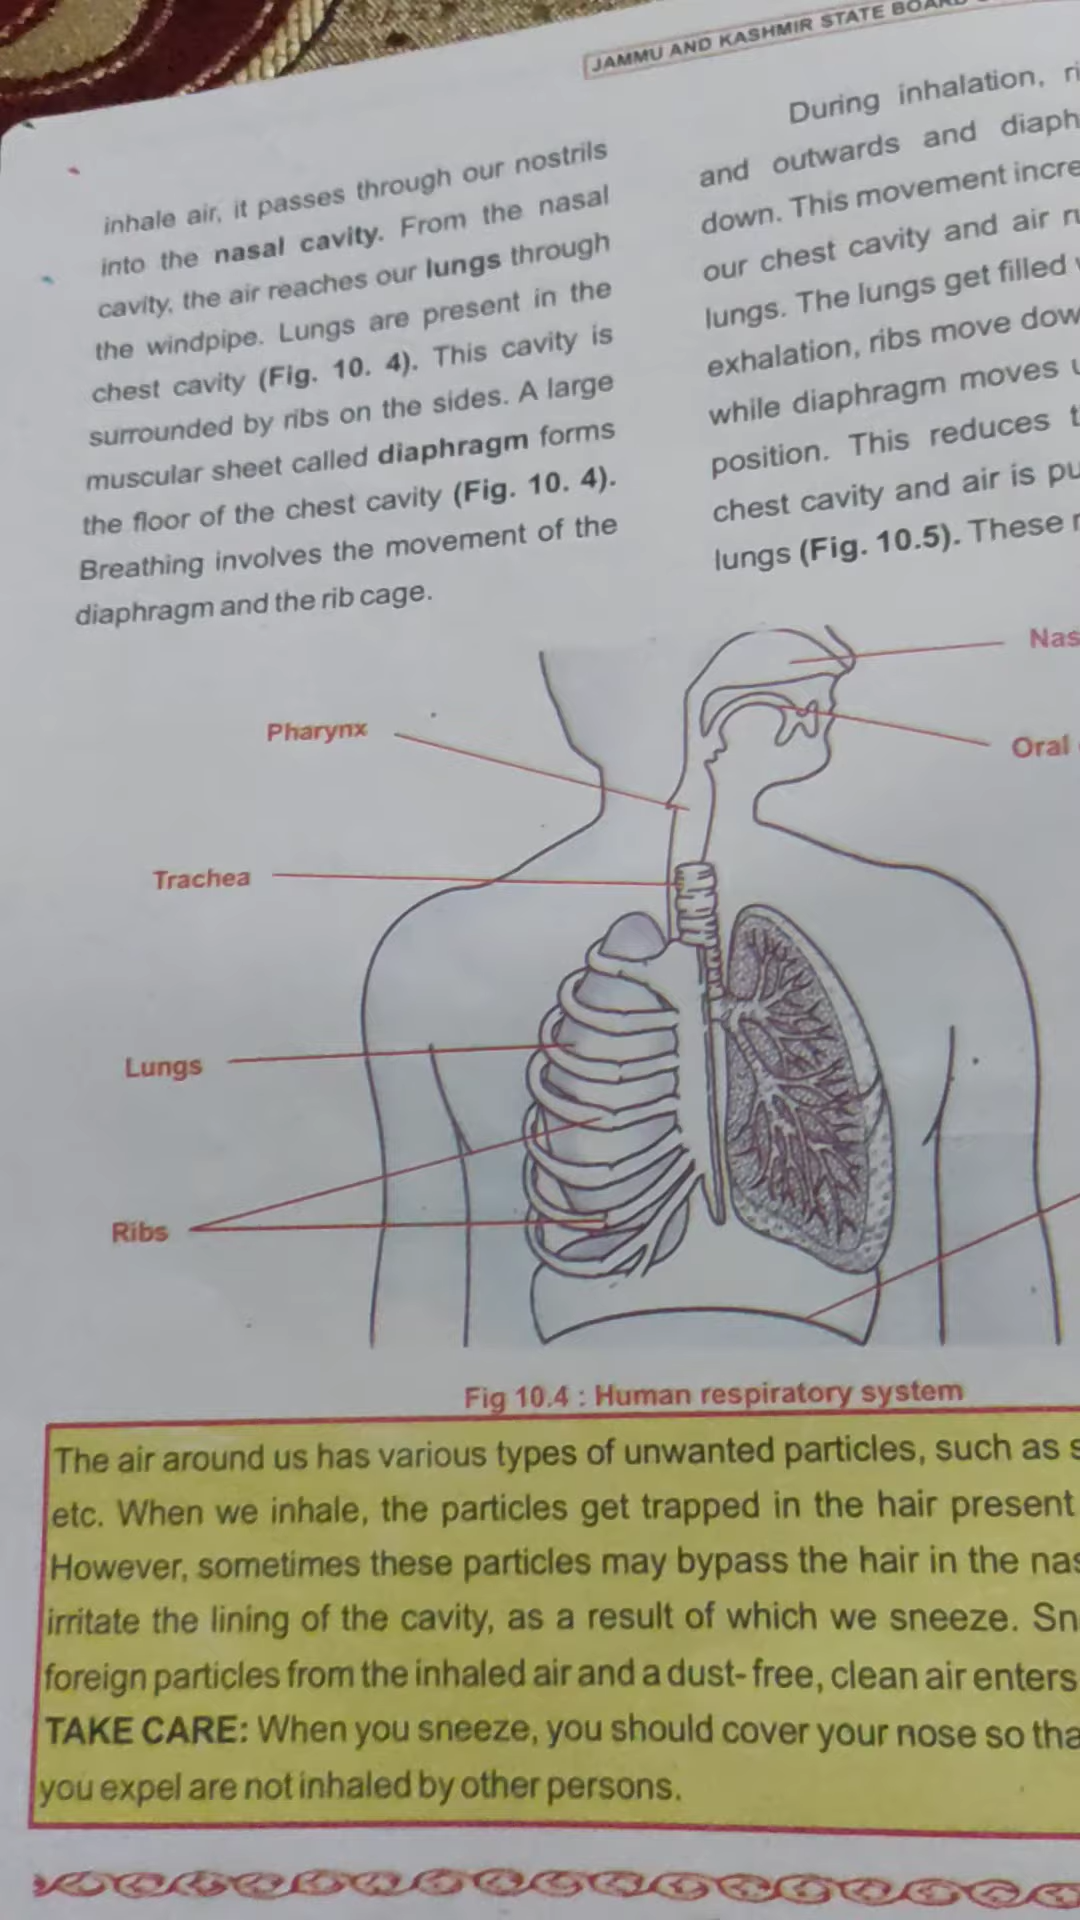 JAMMU AND KASHMIR STATE BOARD
inhale air, it passes through our nostrils
into the nasal cavity. From the nasal
cavity, the air reaches our lungs through
the windpipe. Lungs are present in the
chest cavity (Fig. 10. 4). This cavity is
surrounded by ribs on the sides. A large
muscular sheet called diaphragm forms
the floor of the chest cavity (Fig. 10. 4).
Breathing involves the movement of the
diaphragm and the rib cage.
During inhalation,
and outwards and
down. This movement
our chest cavity and air
lungs. The lungs get filled
exhalation, ribs move
while diaphragm moves
position. This reduces
chest cavity and air is
lungs (Fig. 10.5). These
Pharynx
Oral
Trachea
Lungs
Ribs
Fig 10.4 : Human respiratory system
The air around us has various types of unwanted particles, such as
etc. When we inhale, the particles get trapped in the hair present
However, sometimes these particles may bypass the hair in the
irritate the lining of the cavity, as a result of which we sneeze.
foreign particles from the inhaled air and a dust- free, clean air enters
TAKE CARE: When you sneeze, you should cover your nose so
you expel are not inhaled by other persons.